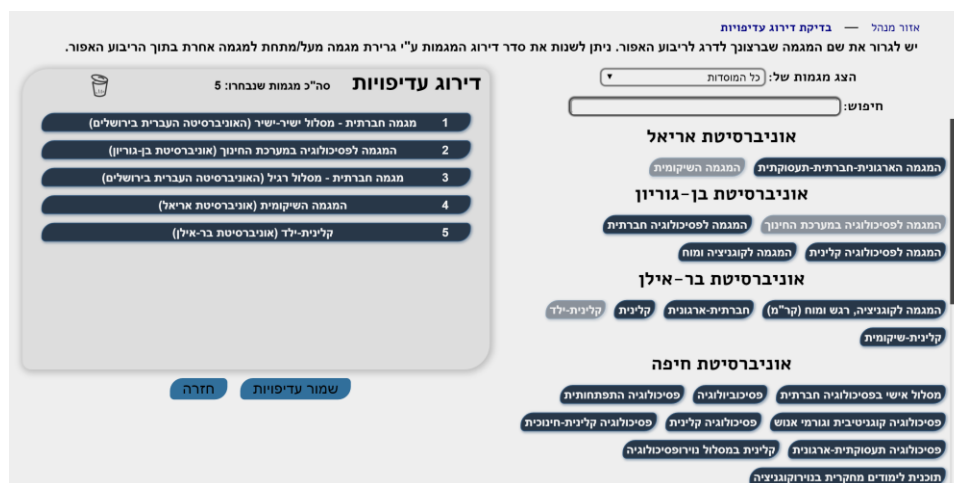 אזור מנהל — בדיקת דירוג עדיפויות
יש לגרור את שם המגמה שברצונך לדרג לריבוע האפור. ניתן לשנות את סדר דירוג המגמות ע"י גרירת מגמה מעל/מתחת למגמה אחרת בתוך הריבוע האפור.
הצג מגמות של: כל המוסדות
חיפוש:
אוניברסיטת אריאל
המגמה הארגונית-חברתית-תעסוקתית המגמה השיקומית
אוניברסיטת בן-גוריון
המגמה לפסיכולוגיה במערכת החינוך המגמה לפסיכולוגיה חברתית
המגמה לפסיכולוגיה קלינית המגמה לקוגניציה ומוח
אוניברסיטת בר-אילן
המגמה לקוגניציה, רגש ומוח (קר"מ) חברתית-ארגונית קלינית קלינית-ילד
קלינית-שיקומית
אוניברסיטת חיפה
מסלול אישי בפסיכולוגיה חברתית פסיכוביולוגיה פסיכולוגיה התפתחותית
פסיכולוגיה קוגניטיבית וגורמי אנוש פסיכולוגיה קלינית פסיכולוגיה קלינית-חינוכית
פסיכולוגיה תעסוקתית-ארגונית קלינית במסלול נוירופסיכולוגיה
תוכנית לימודים מחקרית בנוירוקוגניציה
דירוג עדיפויות סה"כ מגמות שנבחרו: 5
1 מגמה חברתית - מסלול ישיר-ישיר (האוניברסיטה העברית בירושלים)
2 המגמה לפסיכולוגיה במערכת החינוך (אוניברסיטת בן-גוריון)
3 מגמה חברתית - מסלול רגיל (האוניברסיטה העברית בירושלים)
4 המגמה השיקומית (אוניברסיטת אריאל)
5 קלינית-ילד (אוניברסיטת בר-אילן)
שמור עדיפויות חזרה